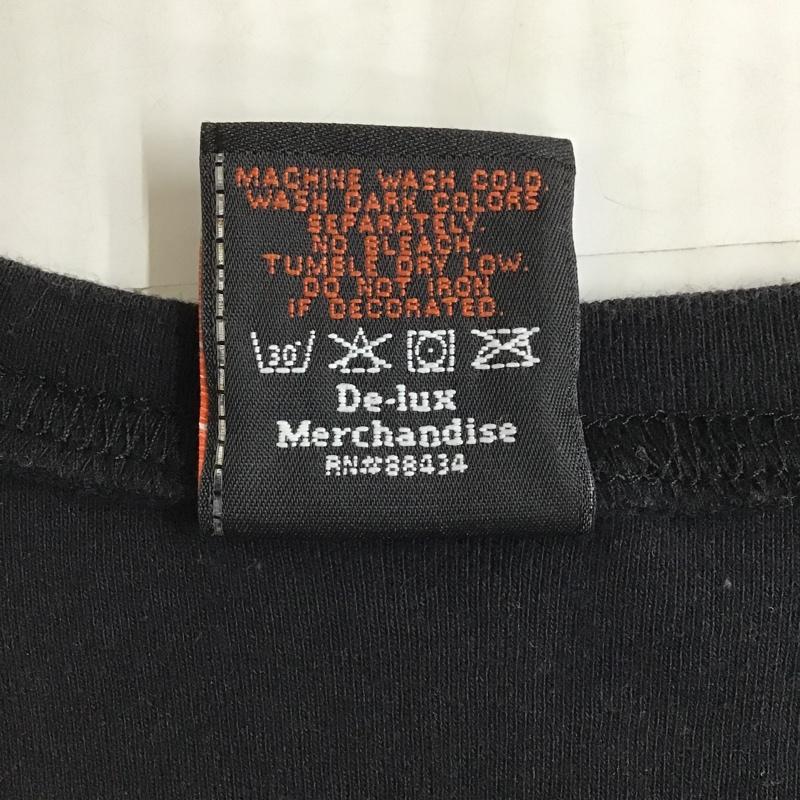 MACHINE WASH COLD.
WASH DARK COLORS
SEPARATELY.
NO BLEACH.
TUMBLE DRY LOW.
DO NOT IRON
IF DECORATED.
30°
De-lux
Merchandise
RN#88434